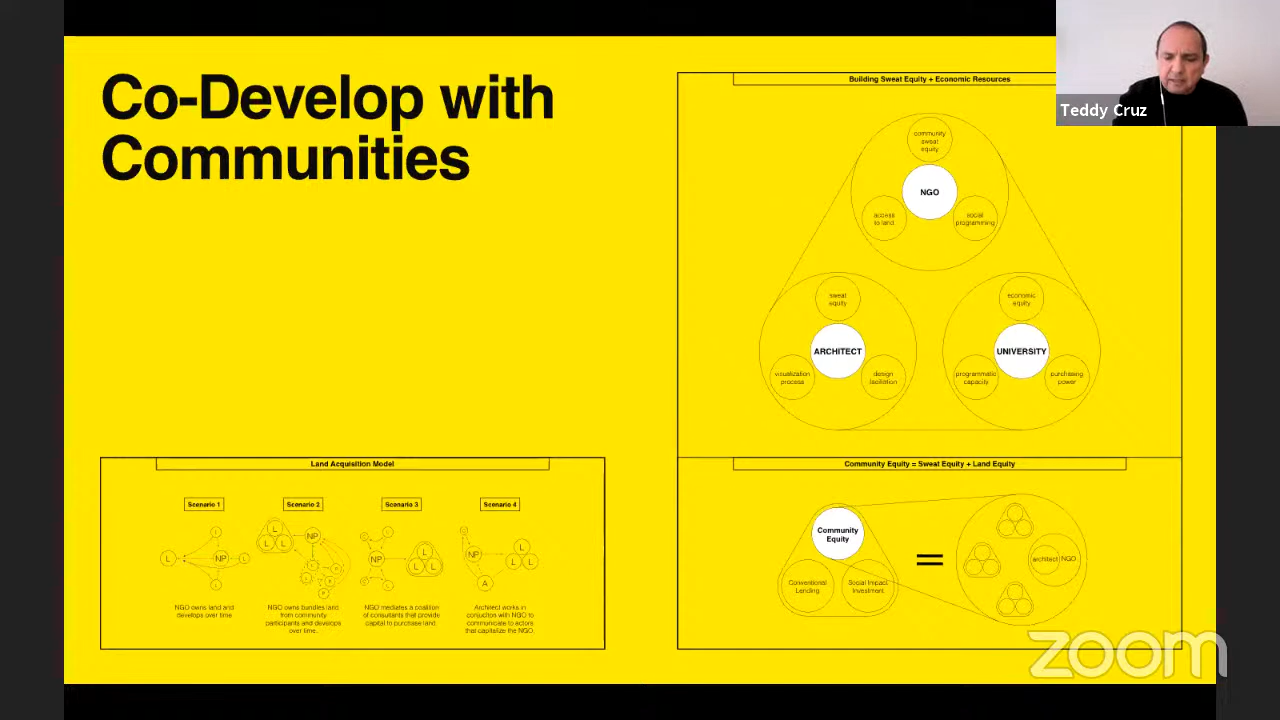 Co-Develop with
Communities
Building Sweat Equity + Economic Resources
community
sweat
equity
NGO
access
to land
social
programming
sweat
equity
ARCHITECT
visualization
process
design
economic
equity
UNIVERSITY
programmatic
capacity
purchasing
power
Teddy Cruz
Land Acquisition Model
Scenario 1
Scenario 2
Scenario 3
Scenario 4
L
NP
L
L
L
L
NP
NP
L
L
L
NP
A
L
L
L
NGO owns land and
develops over time
NGO owns bundles land
from community
participants and develops
over time.
NGO mediates a coalition
of consultants that provide
capital to purchase land.
Architect works in
conjuction with NGO to
communicate to actors
that capitalize the NGO.
Community Equity = Sweat Equity + Land Equity
Community
Equity
Conventional
Lending
Social Impact
Investment
=
architect NGO
zoom